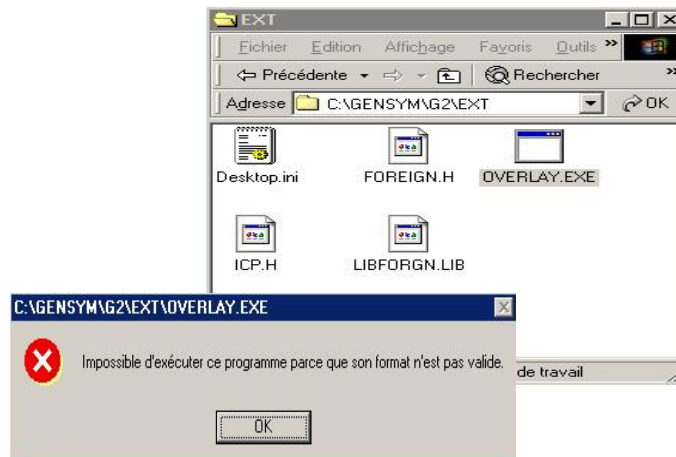 EXT
Fichier Edition Affichage Favoris Outils »
Précédente Rechercher »
Adresse C:\GENSYM\G2\EXT OK
Desktop.ini FOREIGN.H OVERLAY.EXE
ICP.H LIBFORGN.LIB
C:\GENSYM\G2\EXT\OVERLAY.EXE
Impossible d'exécuter ce programme parce que son format n'est pas valide.
de travail
OK